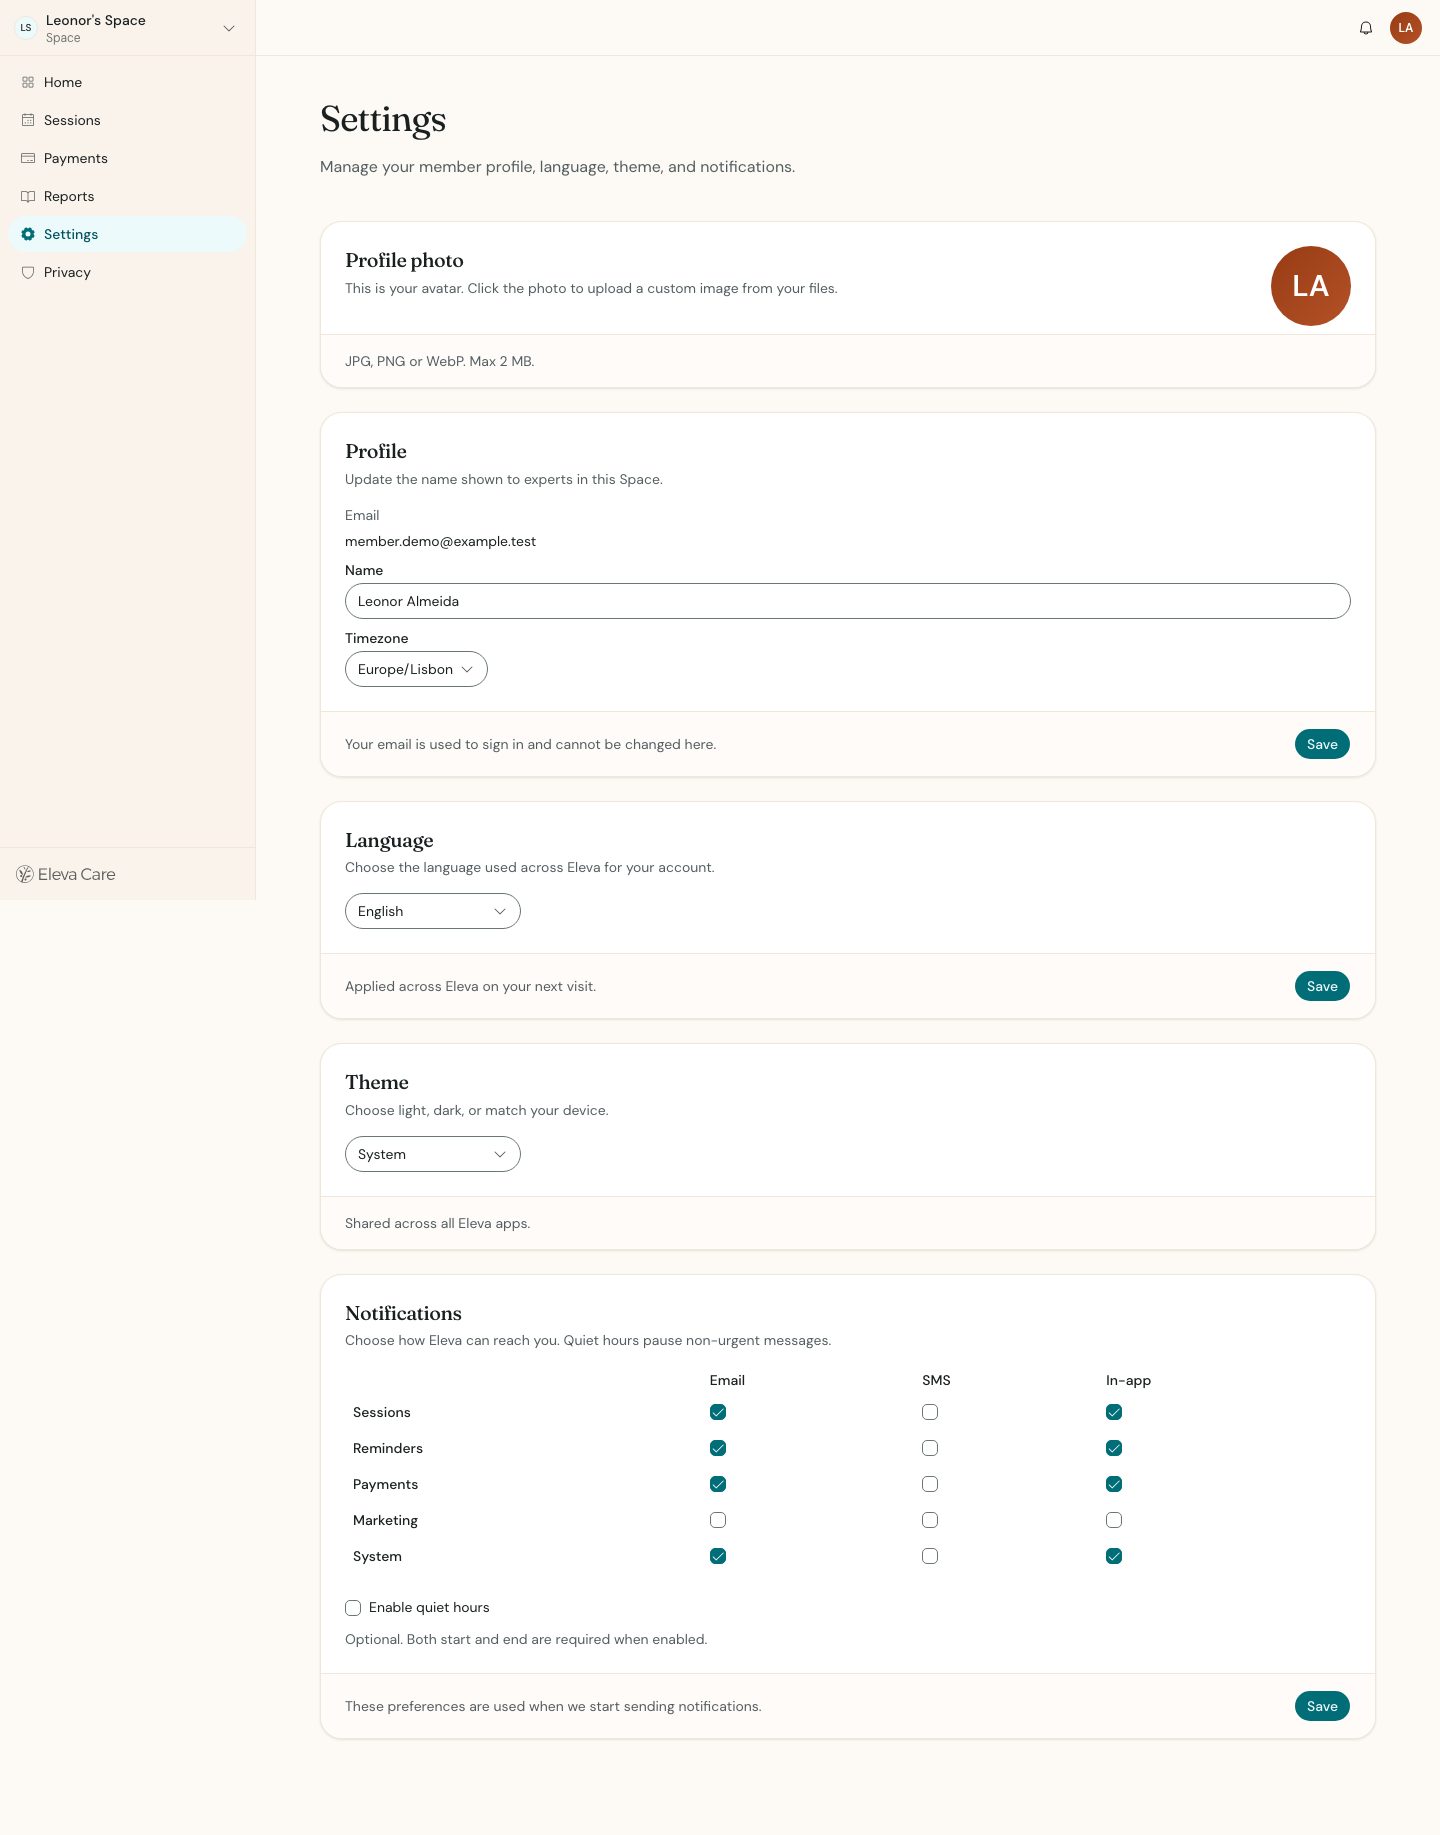 LS
Leonor's Space
Space
LA
Home
Sessions
Payments
Reports
Settings
Privacy
Eleva Care
Settings
Manage your member profile, language, theme, and notifications.
Profile photo
This is your avatar. Click the photo to upload a custom image from your files.
LA
JPG, PNG or WebP. Max 2 MB.
Profile
Update the name shown to experts in this Space.
Email
member.demo@example.test
Name
Leonor Almeida
Timezone
Europe/Lisbon
Your email is used to sign in and cannot be changed here.
Save
Language
Choose the language used across Eleva for your account.
English
Applied across Eleva on your next visit.
Save
Theme
Choose light, dark, or match your device.
System
Shared across all Eleva apps.
Notifications
Choose how Eleva can reach you. Quiet hours pause non-urgent messages.
Email SMS In-app
Sessions
Reminders
Payments
Marketing
System
Enable quiet hours
Optional. Both start and end are required when enabled.
These preferences are used when we start sending notifications.
Save